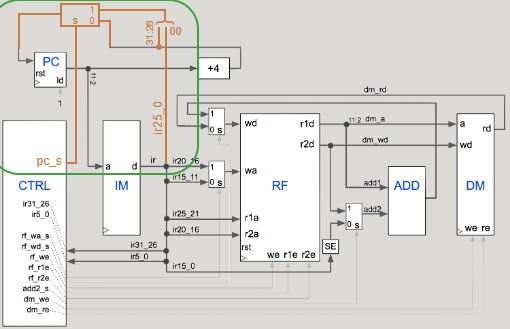 1
s 0
31:28
00
PC
rst
ld
11:2
+4
1
ir25_0
dm_rd
1
0 s
wd
r1d
11:2
dm_a
a
rd
r2d
dm_wd
wd
pc_s
a
d
ir
ir20_16
ir15_11
1
0 s
wa
CTRL
IM
RF
ADD
DM
add1
add2
ir31_26
ir5_0
ir25_21
r1a
ir20_16
r2a
1
0 s
rf_wa_s
rf_wd_s
rf_we
rf_r1e
rf_r2e
add2_s
dm_we
dm_re
ir31_26
ir5_0
ir15_0
rst
we r1e r2e
SE
we re